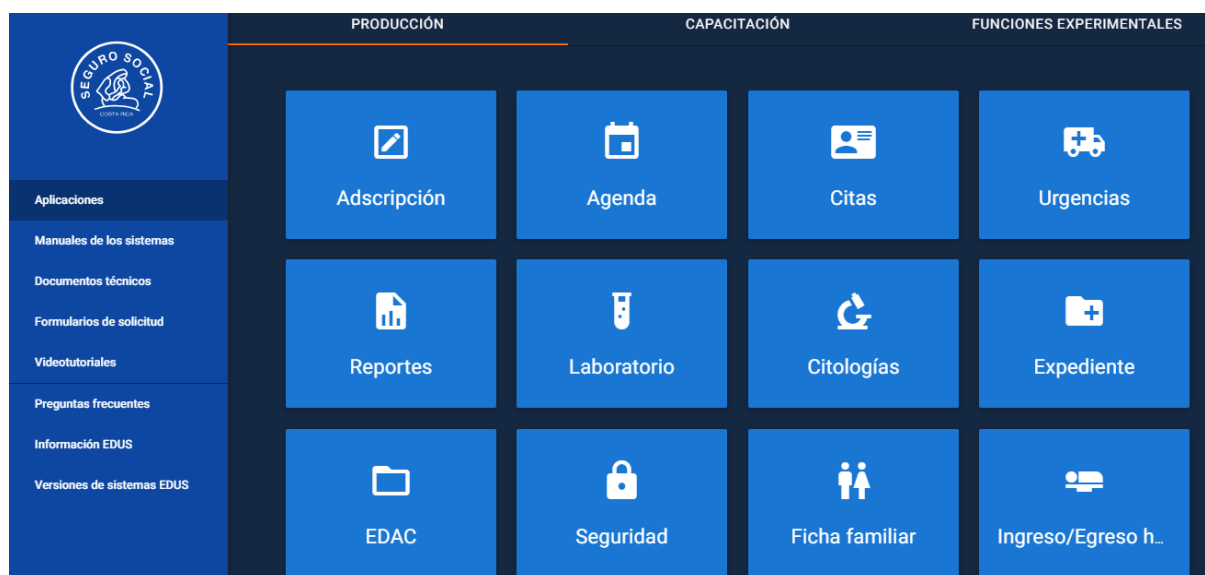 SEGURO SOCIAL
COSTA RICA
Aplicaciones
Manuales de los sistemas
Documentos técnicos
Formularios de solicitud
Videotutoriales
Preguntas frecuentes
Información EDUS
Versiones de sistemas EDUS
PRODUCCIÓN
CAPACITACIÓN
FUNCIONES EXPERIMENTALES
Adscripción
Agenda
Citas
Urgencias
Reportes
Laboratorio
Citologías
Expediente
EDAC
Seguridad
Ficha familiar
Ingreso/Egreso h...